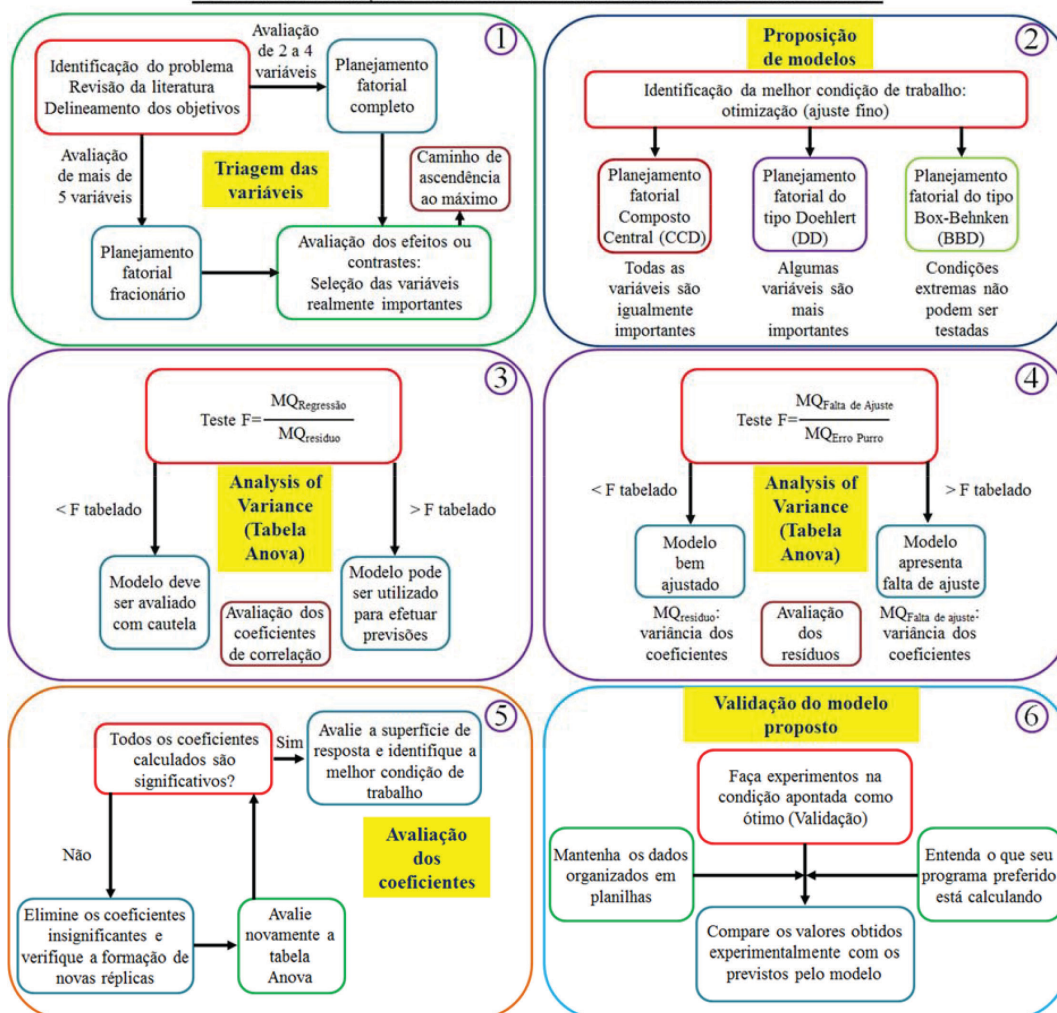 1
Identificação do problema
Revisão da literatura
Delineamento dos objetivos
Avaliação
de 2 a 4
variáveis
Planejamento
fatorial
completo
Avaliação
de mais de
5 variáveis
Triagem das
variáveis
Caminho de
ascendência
ao máximo
Planejamento
fatorial
fracionário
Avaliação dos efeitos ou
contrastes:
Seleção das variáveis
realmente importantes
2
Proposição
de modelos
Identificação da melhor condição de trabalho:
otimização (ajuste fino)
Planejamento
fatorial
Composto
Central (CCD)
Todas as
variáveis são
igualmente
importantes
Planejamento
fatorial do
tipo Doehlert
(DD)
Algumas
variáveis são
mais
importantes
Planejamento
fatorial do tipo
Box-Behnken
(BBD)
Condições
extremas não
podem ser
testadas
3
Teste F= MQRegressão / MQresiduo
< F tabelado
Analysis of
Variance
(Tabela
Anova)
> F tabelado
Modelo deve
ser avaliado
com cautela
Avaliação dos
coeficientes
de correlação
Modelo pode
ser utilizado
para efetuar
previsões
4
Teste F= MQFalta de Ajuste / MQErro Purro
< F tabelado
Analysis of
Variance
(Tabela
Anova)
> F tabelado
Modelo
bem
ajustado
MQresiduo:
variância dos
coeficientes
Avaliação
dos
resíduos
Modelo
apresenta
falta de ajuste
MQFalta de ajuste:
variância dos
coeficientes
5
Todos os coeficientes
calculados são
significativos?
Sim
Avalie a superfície de
resposta e identifique a
melhor condição de
trabalho
Não
Avaliação
dos
coeficientes
Elimine os coeficientes
insignificantes e
verifique a formação de
novas réplicas
Avalie
novamente a
tabela
Anova
6
Validação do modelo
proposto
Faça experimentos na
condição apontada como
ótimo (Validação)
Mantenha os dados
organizados em
planilhas
Entenda o que seu
programa preferido
está calculando
Compare os valores obtidos
experimentalmente com os
previstos pelo modelo